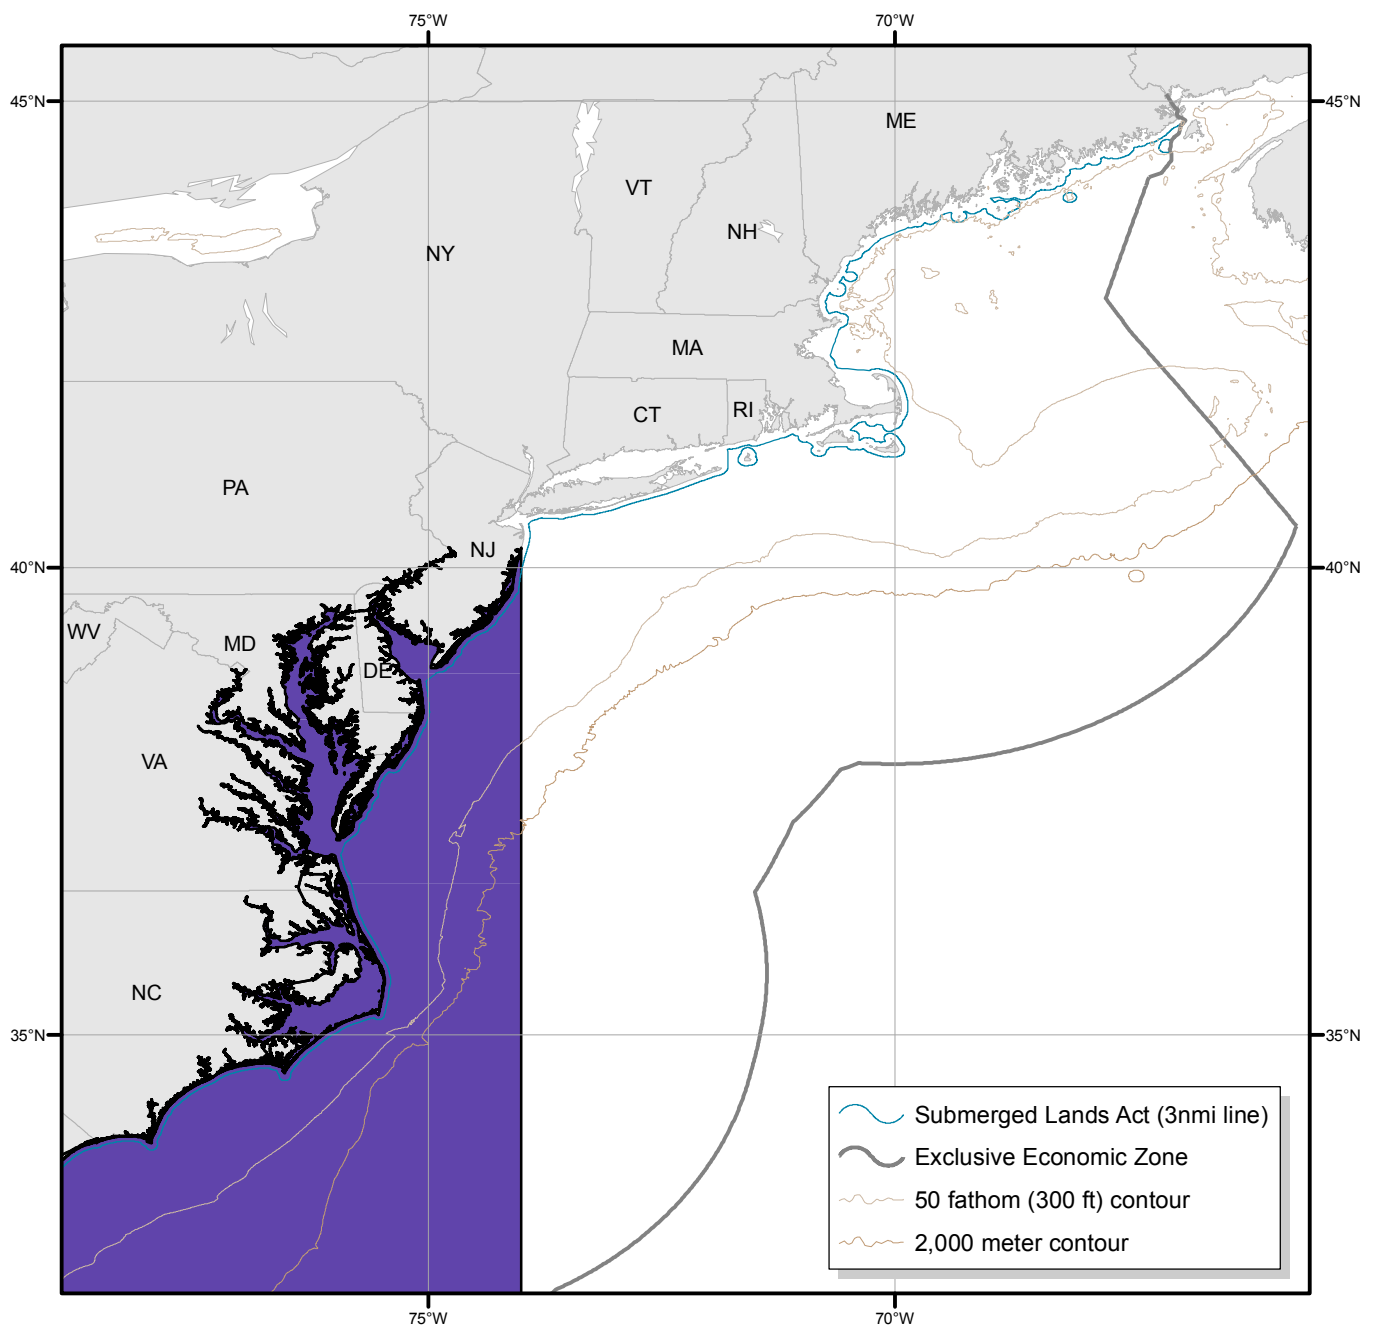 75°W 70°W
45°N 45°N
ME
VT
NH
NY
MA
CT RI
PA
NJ
40°N 40°N
WV
MD
DE
VA
NC
35°N 35°N
Submerged Lands Act (3nmi line)
Exclusive Economic Zone
50 fathom (300 ft) contour
2,000 meter contour
75°W 70°W